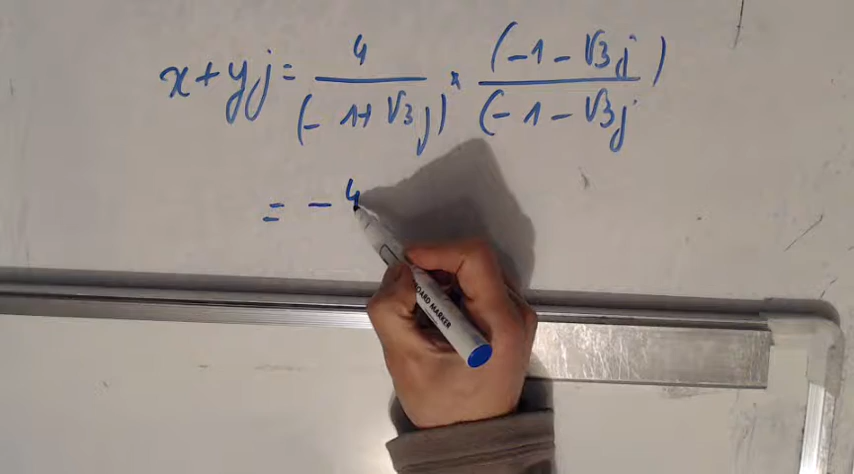 x + yj = 4 / (-1 + √3j) × (-1 - √3j) / (-1 - √3j
= - 4
BOARD MARKER